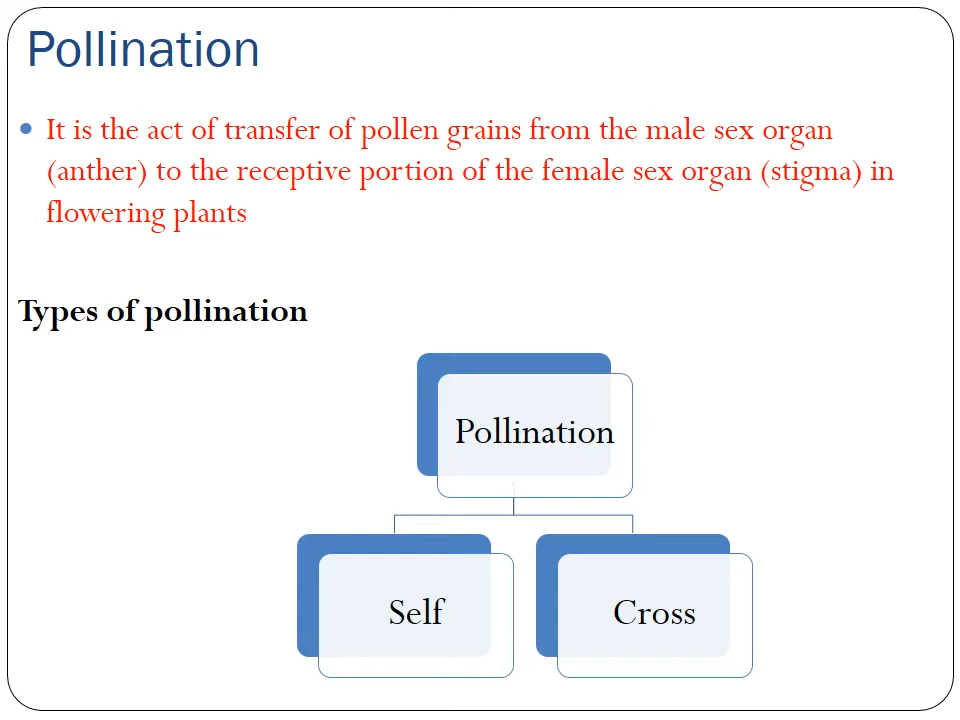 Pollination
It is the act of transfer of pollen grains from the male sex organ
(anther) to the receptive portion of the female sex organ (stigma) in
flowering plants
Types of pollination
Pollination
Self
Cross